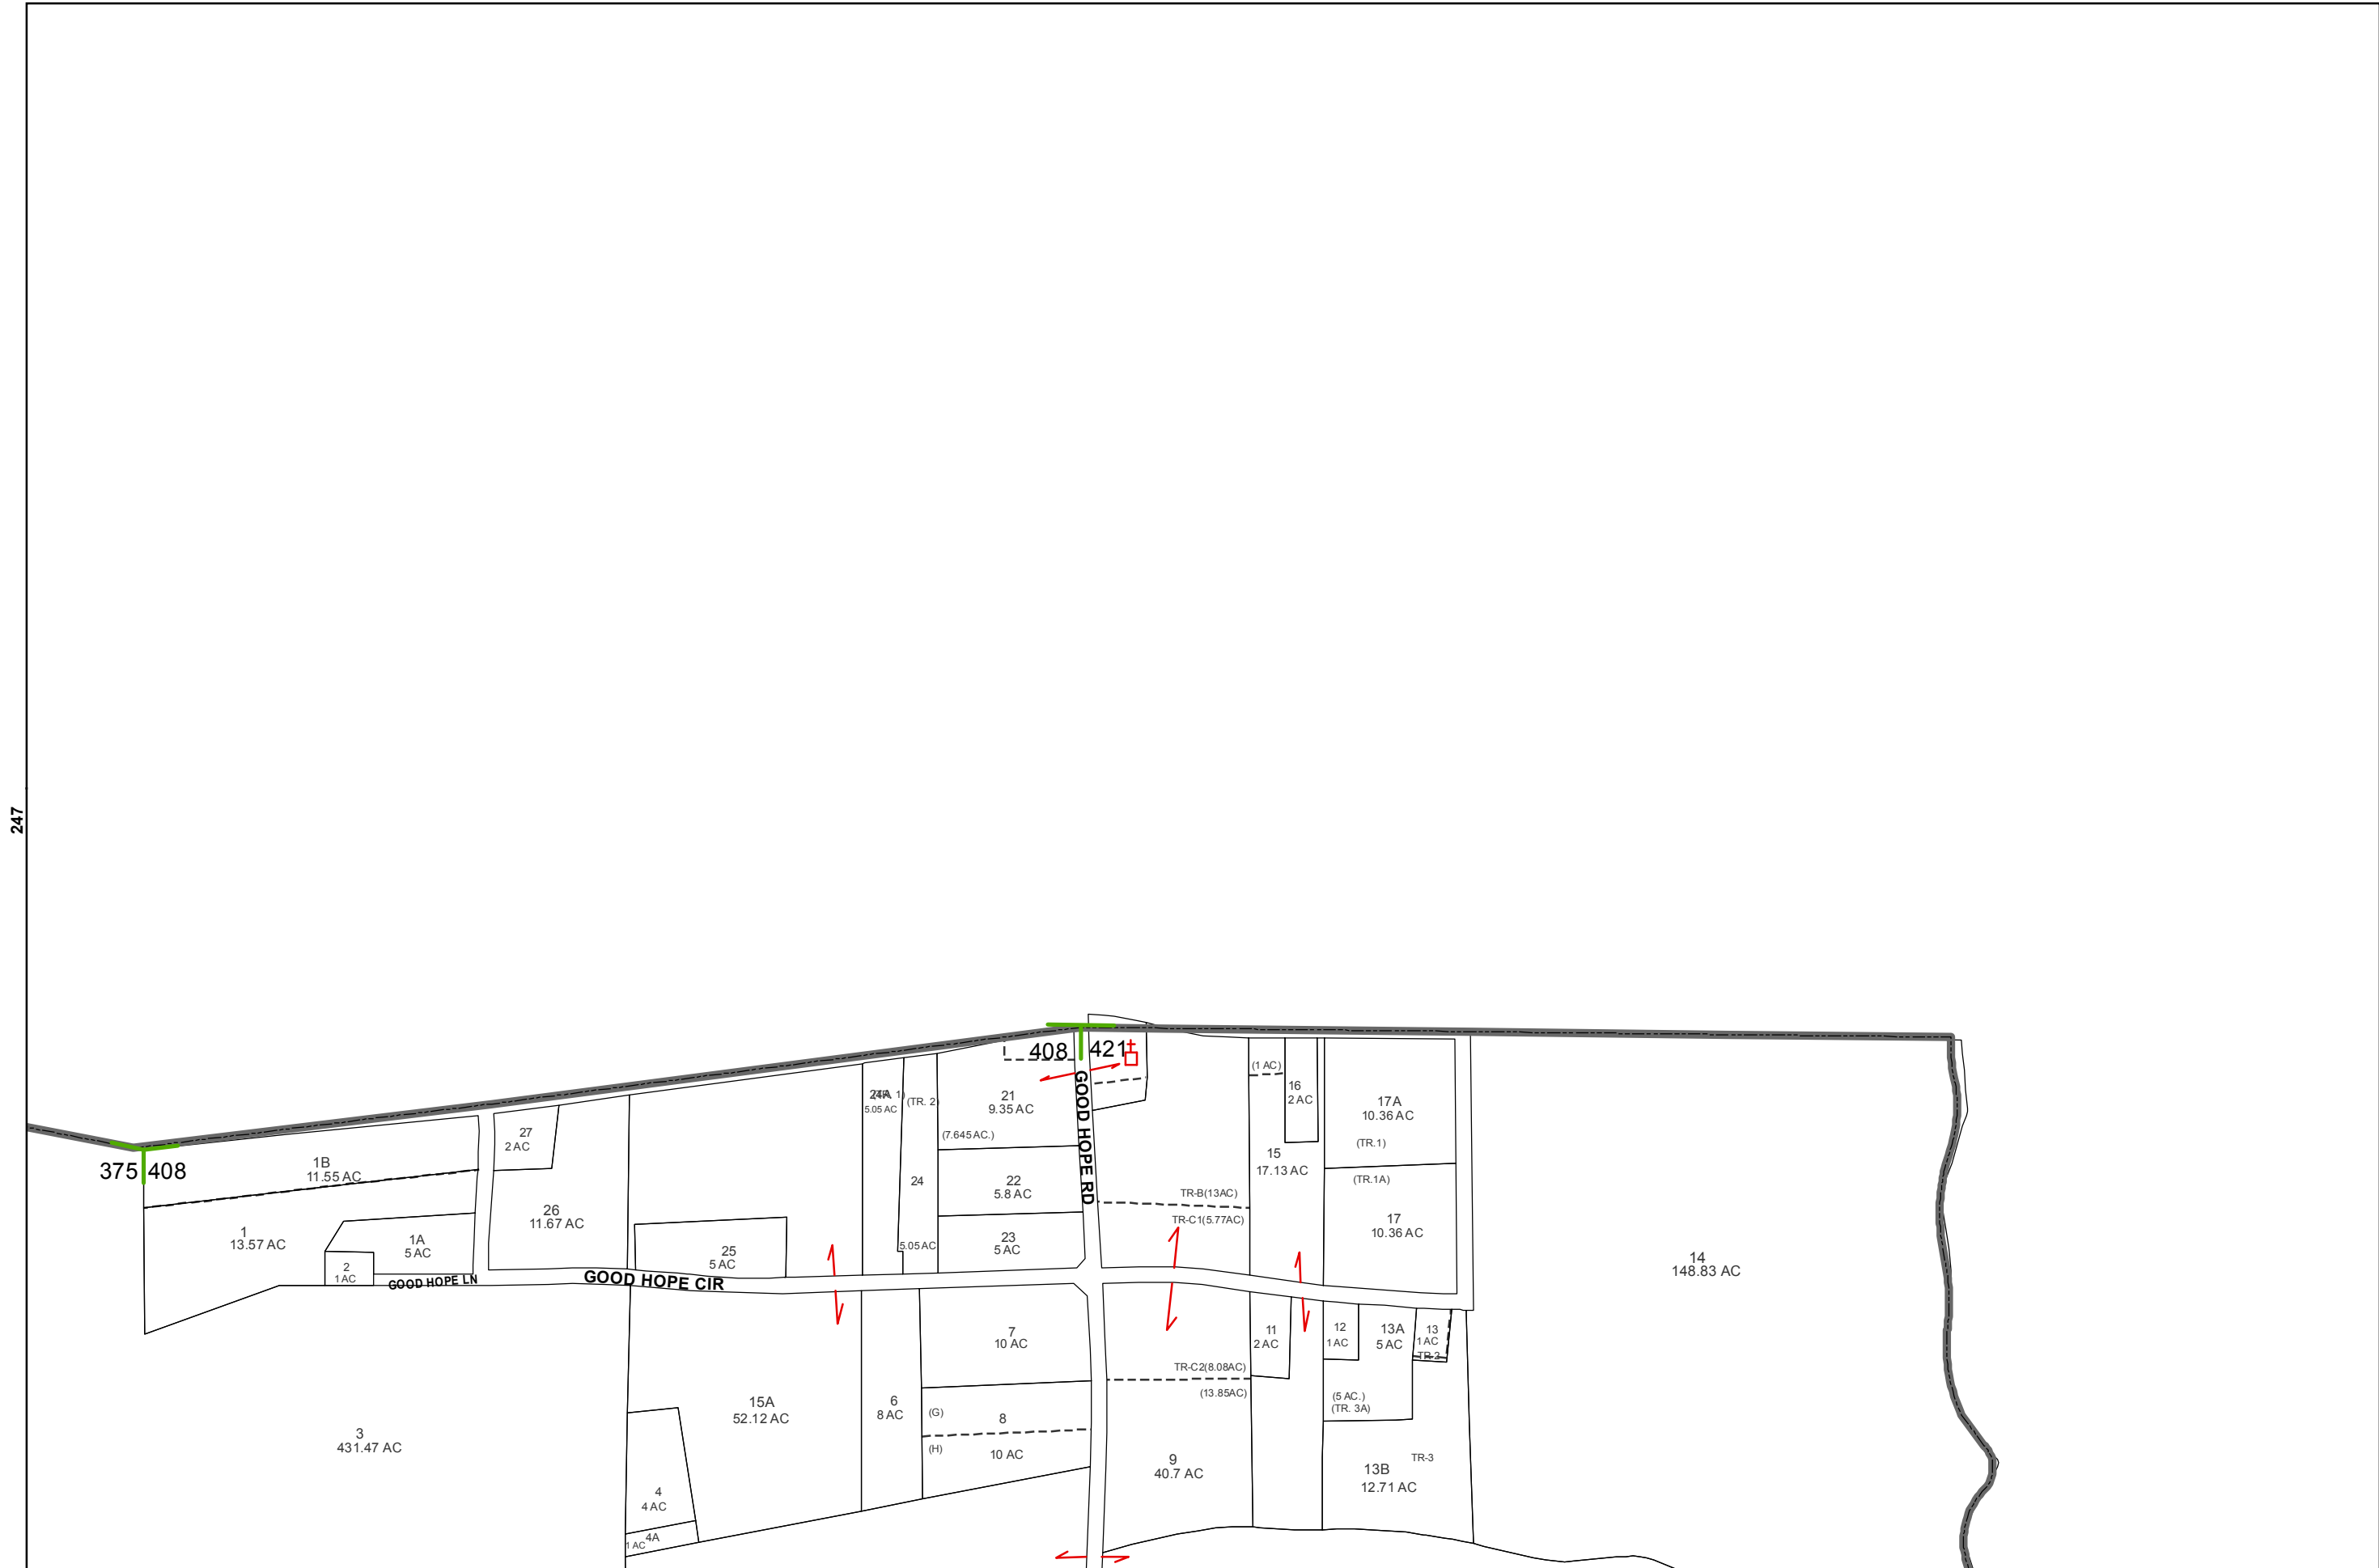 247
408
421
(1 AC)
16
2 AC
24A
5.05 AC
(TR. 2)
21
9.35 AC
17A
10.36 AC
(7.645 AC.)
(TR.1)
GOOD HOPE RD
27
2 AC
375
408
1B
11.55 AC
15
17.13 AC
24
22
5.8 AC
(TR.1A)
TR-B(13AC)
TR-C1(5.77AC)
26
11.67 AC
17
10.36 AC
1
13.57 AC
1A
5 AC
23
5 AC
5.05 AC
25
5 AC
14
148.83 AC
2
1 AC
GOOD HOPE LN
GOOD HOPE CIR
7
10 AC
11
2 AC
12
1 AC
13A
5 AC
13
1 AC
TR-2
TR-C2(8.08AC)
(13.85AC)
(5 AC.)
(TR. 3A)
15A
52.12 AC
6
8 AC
(G)
8
(H)
10 AC
3
431.47 AC
9
40.7 AC
TR-3
13B
12.71 AC
4
4 AC
4A
1 AC